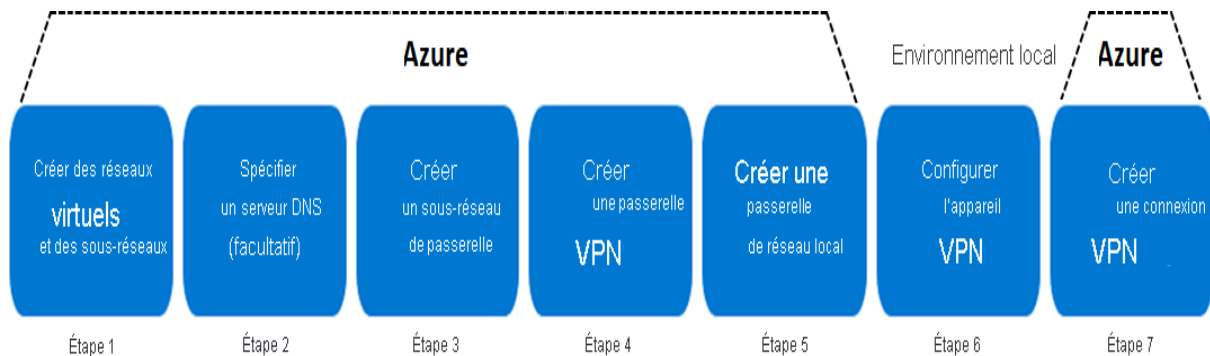 Azure
Environnement local
Azure
Créer des réseaux
virtuels
et des sous-réseaux
Spécifier
un serveur DNS
(facultatif)
Créer
un sous-réseau
de passerelle
Créer
une passerelle
VPN
Créer une
passerelle
de réseau local
Configurer
l'appareil
VPN
Créer
une connexion
VPN
Étape 1
Étape 2
Étape 3
Étape 4
Étape 5
Étape 6
Étape 7